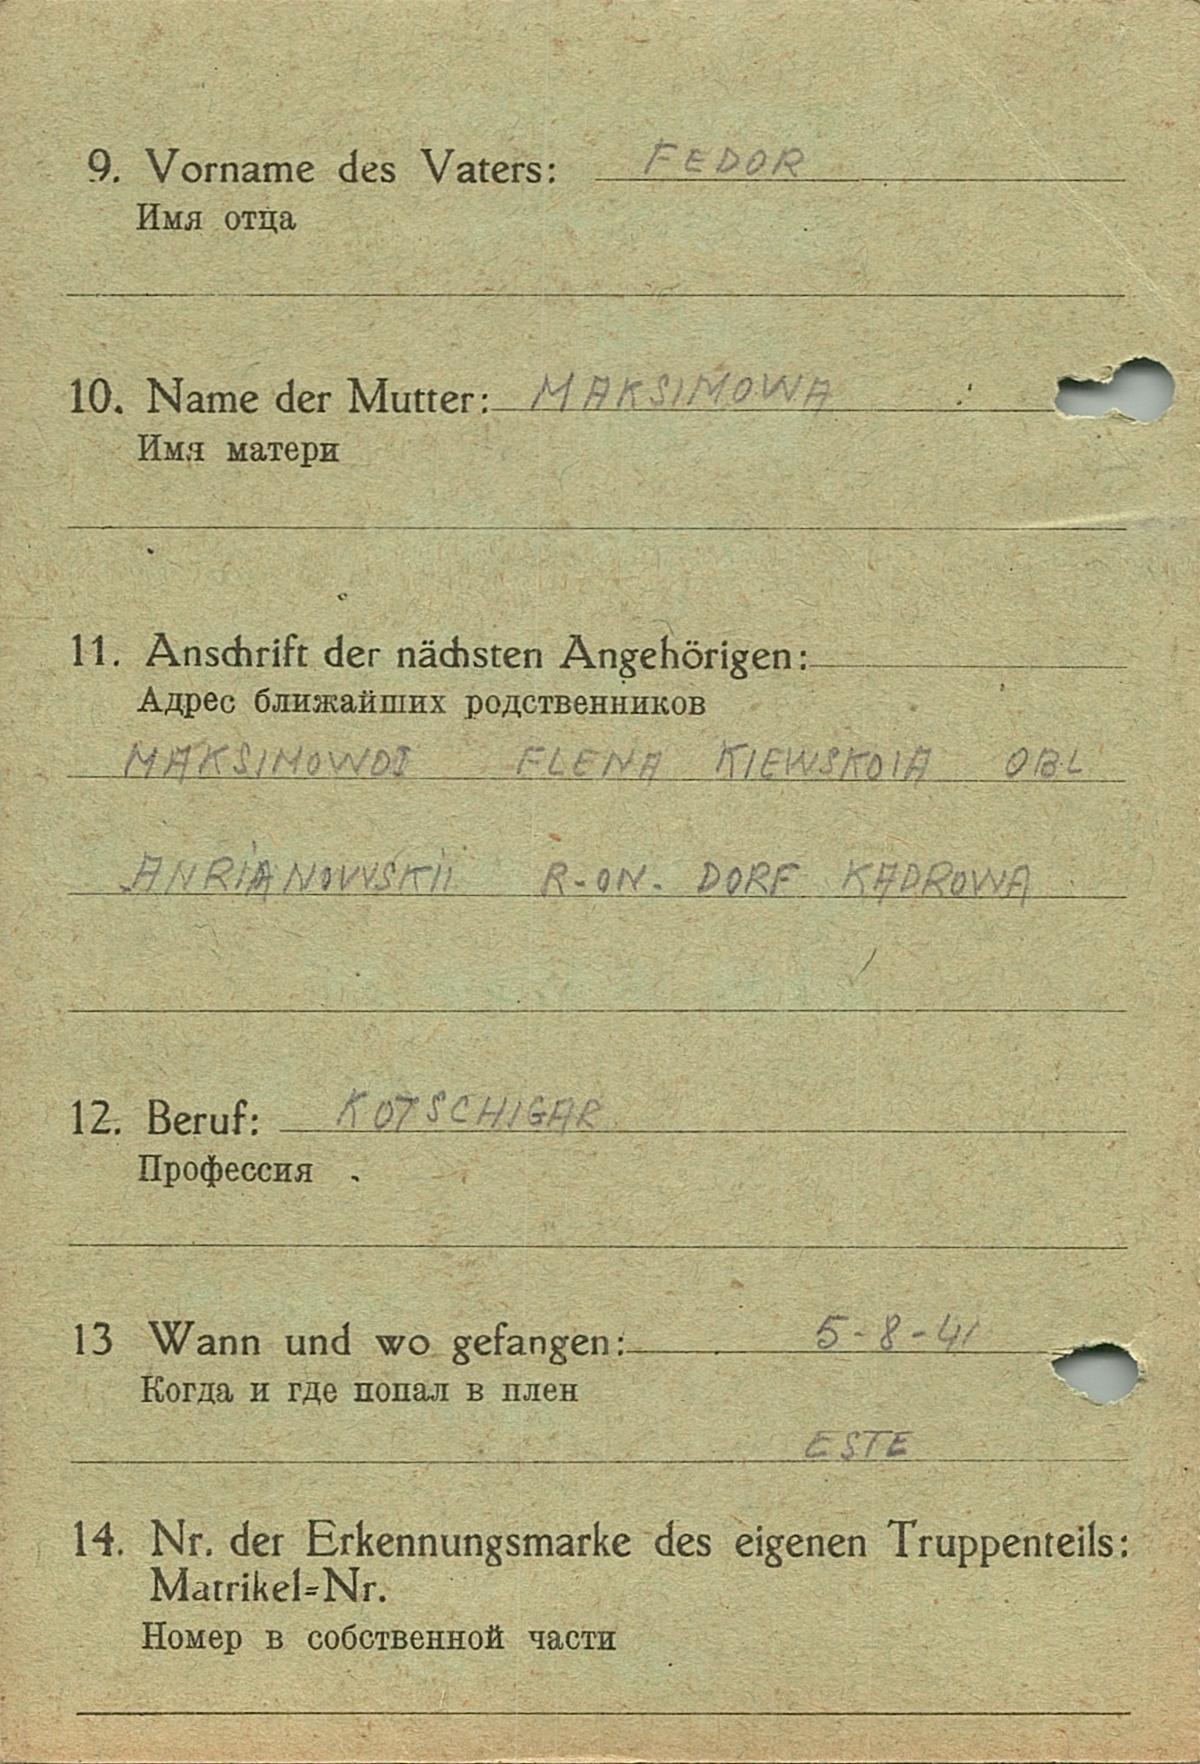 9. Vorname des Vaters: FEDOR
Имя отца
10. Name der Mutter: MAKSIMOWA
Имя матери
11. Anschrift der nächsten Angehörigen:
Адрес ближайших родственников
ELENA KIEWSKOIA OBL
ANRIANOWSKII R-ON. DORF KADROWA
12. Beruf: KOTSCHIGAR
Профессия
13 Wann und wo gefangen: 5-8-41
Когда и где попал в плен
ESTE
14. Nr. der Erkennungsmarke des eigenen Truppenteils:
Matrikel=Nr.
Номер в собственной части